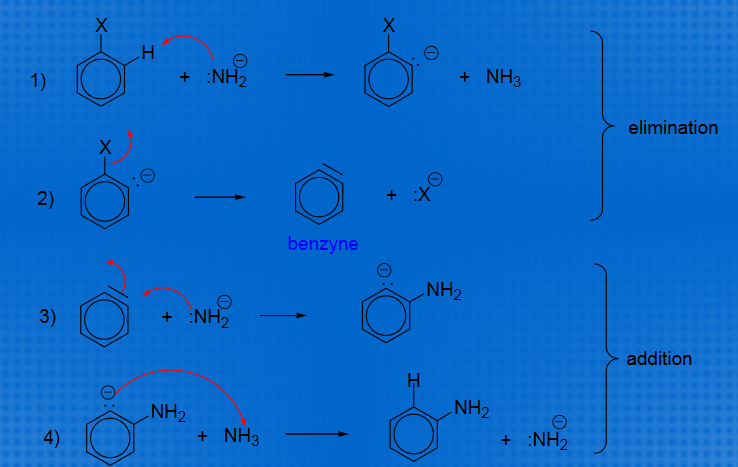 X X
H
1) + :NH₂⊖ :⊖ + NH₃
elimination
X
2) :⊖ + :X⊖
benzyne
3) + :NH₂⊖ ⊖: NH₂
addition
⊖: NH₂ H NH₂
4) + NH₃ + :NH₂⊖